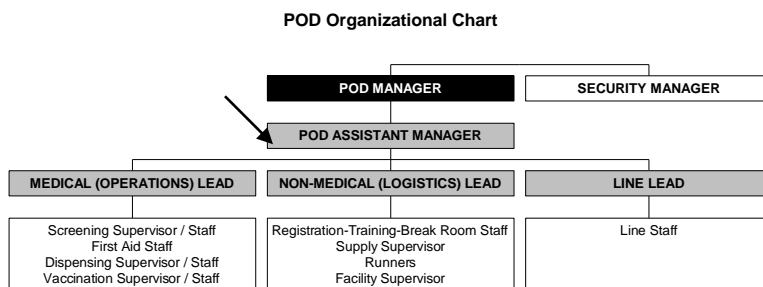 POD Organizational Chart
POD MANAGER
SECURITY MANAGER
POD ASSISTANT MANAGER
MEDICAL (OPERATIONS) LEAD
NON-MEDICAL (LOGISTICS) LEAD
LINE LEAD
Screening Supervisor / Staff
First Aid Staff
Dispensing Supervisor / Staff
Vaccination Supervisor / Staff
Registration-Training-Break Room Staff
Supply Supervisor
Runners
Facility Supervisor
Line Staff